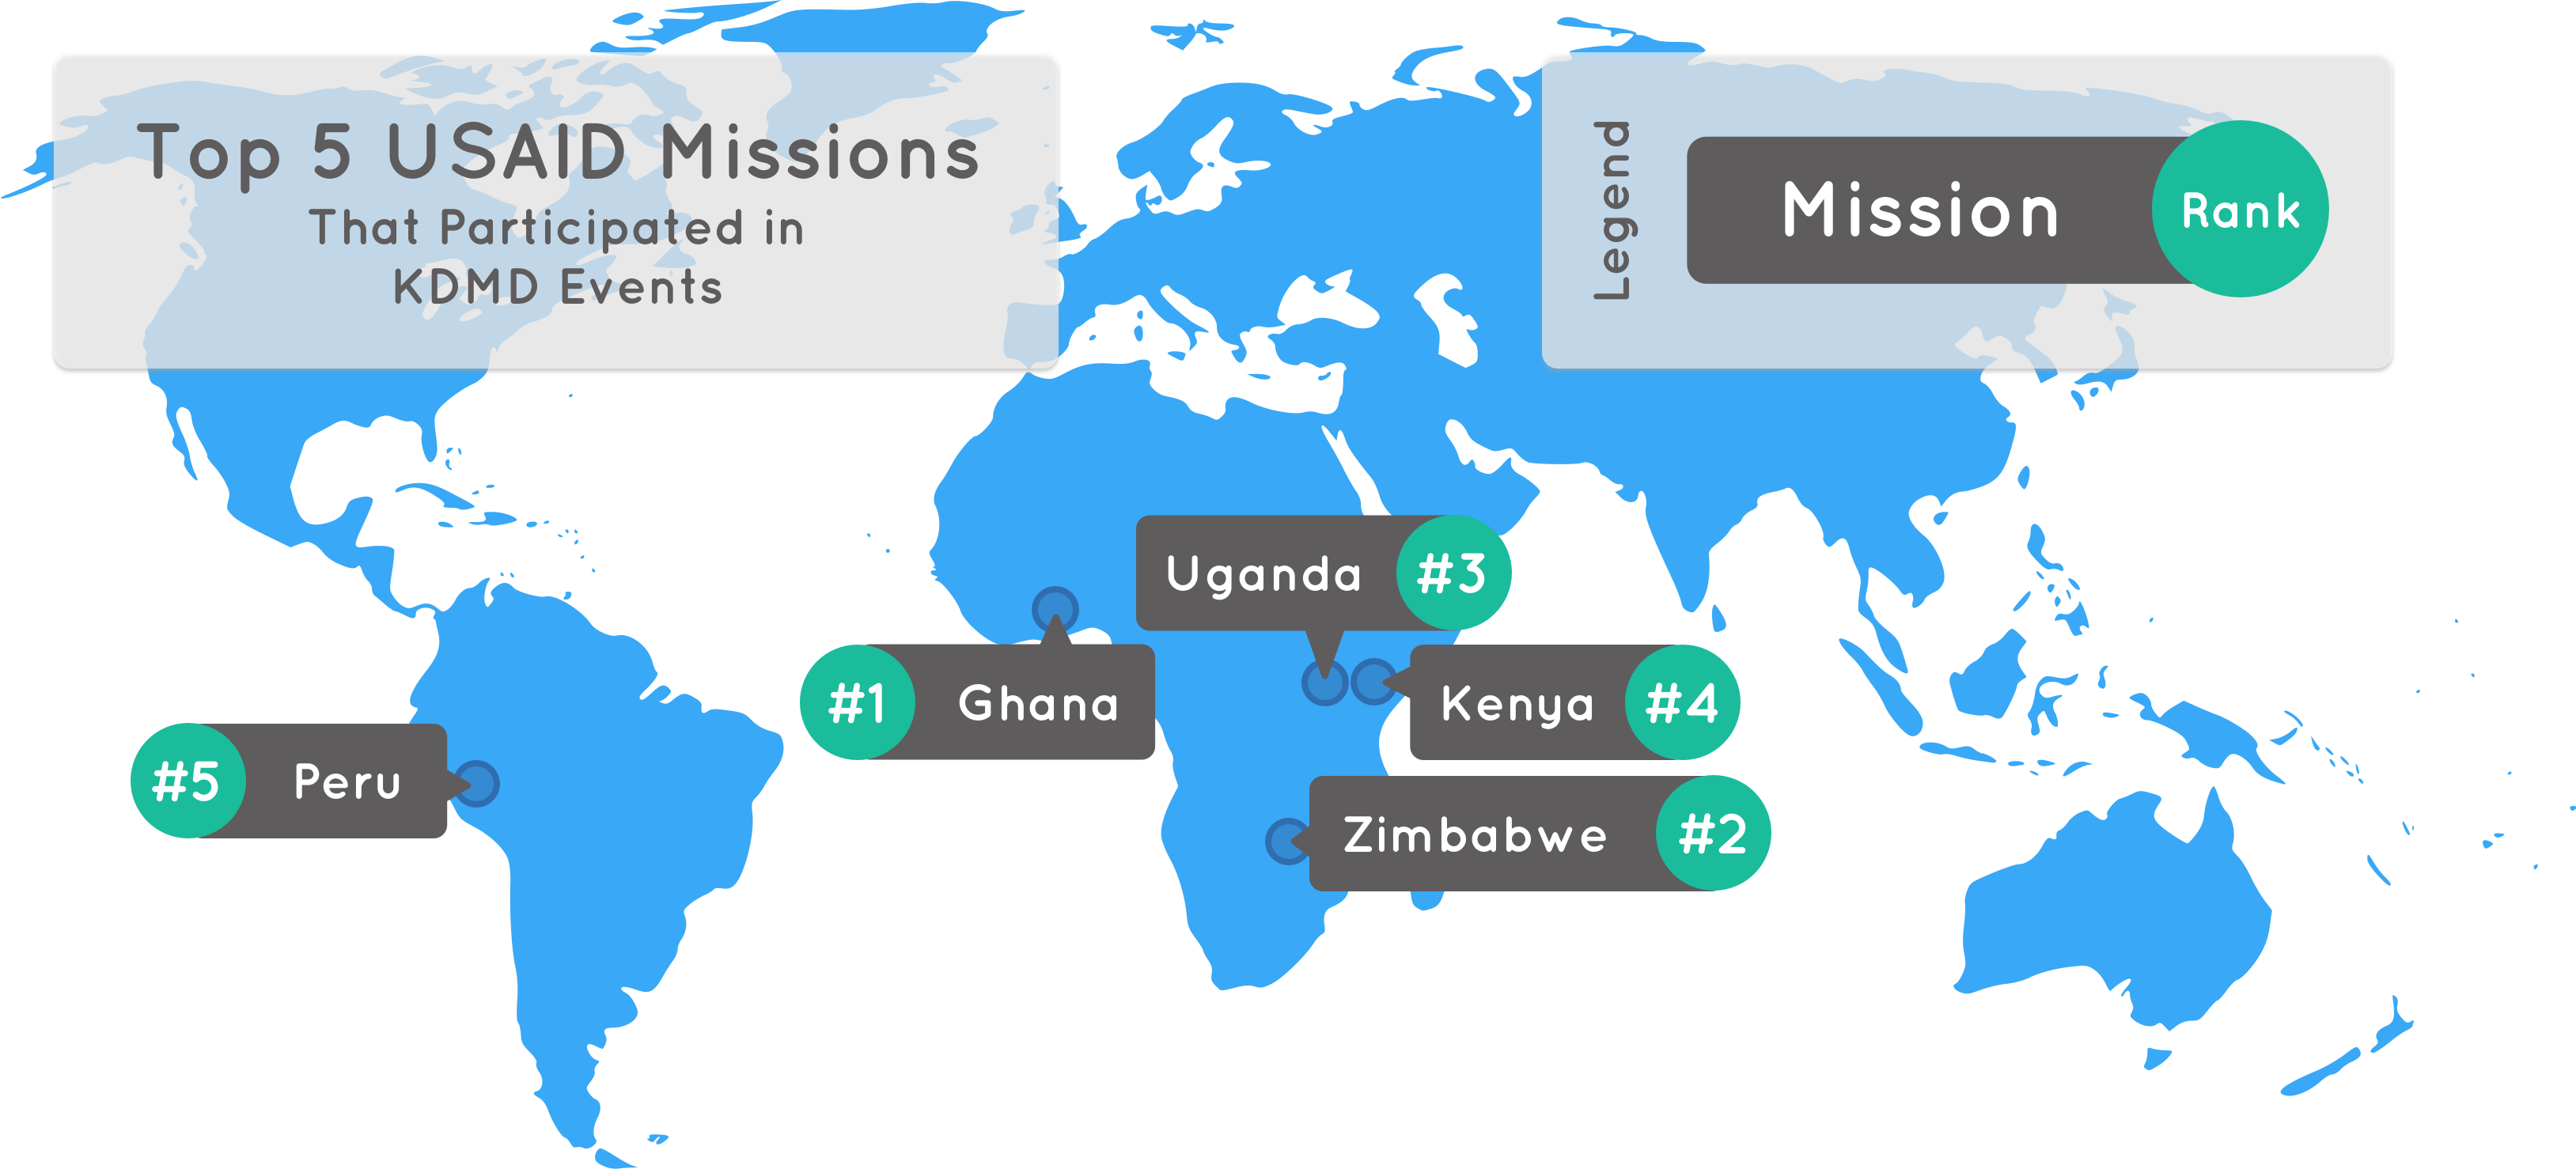 Top 5 USAID Missions
That Participated in
KDMD Events
Legend
Mission
Rank
Uganda #3
#1 Ghana
Kenya #4
#5 Peru
Zimbabwe #2